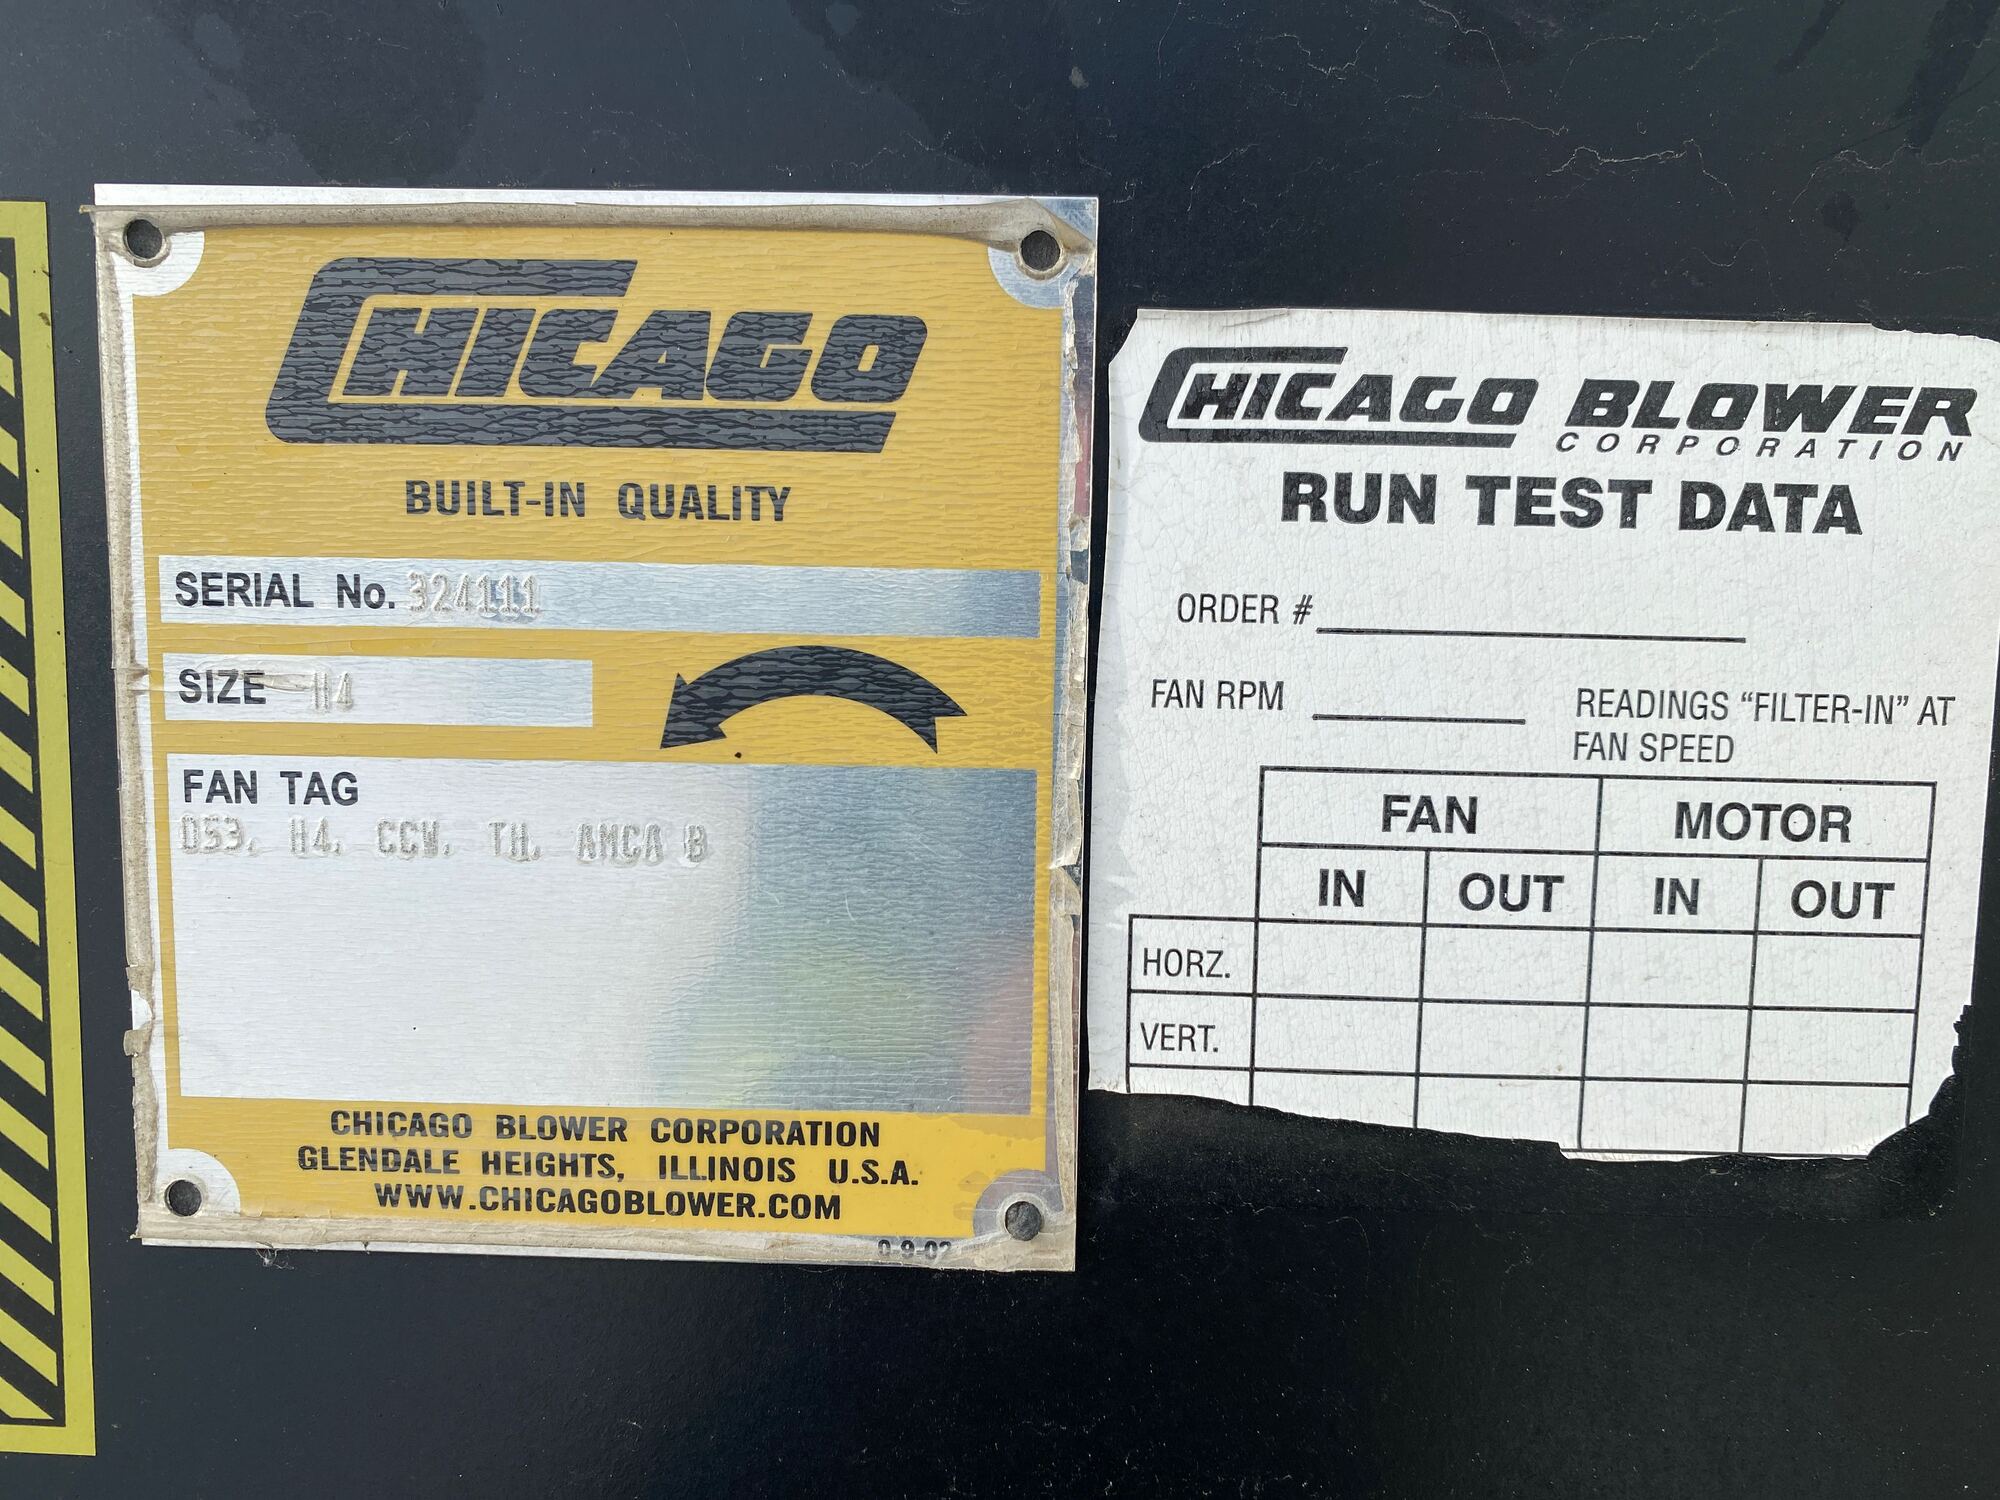 CHICAGO
BUILT-IN QUALITY
SERIAL No. 324111
SIZE H4
FAN TAG
D53, H4, CCW, TH, AMCA B
CHICAGO BLOWER CORPORATION
GLENDALE HEIGHTS, ILLINOIS U.S.A.
WWW.CHICAGOBLOWER.COM
CHICAGO BLOWER
CORPORATION
RUN TEST DATA
ORDER #
FAN RPM
READINGS “FILTER-IN” AT
FAN SPEED
FAN MOTOR
IN OUT IN OUT
HORZ.
VERT.